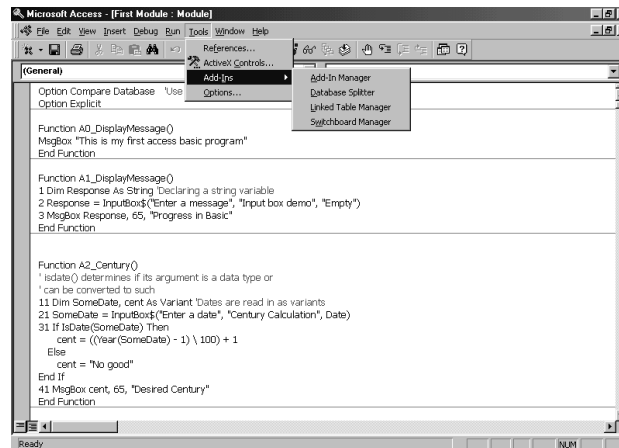 Microsoft Access - [First Module : Module]
File Edit View Insert Debug Run Tools Window Help
References...
ActiveX Controls...
Add-Ins
Options...
Add-In Manager
Database Splitter
Linked Table Manager
Switchboard Manager
(General)
Option Compare Database 'Use
Option Explicit
Function A0_DisplayMessage()
MsgBox "This is my first access basic program"
End Function
Function A1_DisplayMessage()
1 Dim Response As String 'Declaring a string variable
2 Response = InputBox$("Enter a message", "Input box demo", "Empty")
3 MsgBox Response, 65, "Progress in Basic"
End Function
Function A2_Century()
' isdate() determines if its argument is a data type or
' can be converted to such
11 Dim SomeDate, cent As Variant 'Dates are read in as variants
21 SomeDate = InputBox$("Enter a date", "Century Calculation", Date)
31 If IsDate(SomeDate) Then
cent = ((Year(SomeDate) - 1) \ 100) + 1
Else
cent = "No good"
End If
41 MsgBox cent, 65, "Desired Century"
End Function
Ready
NUM